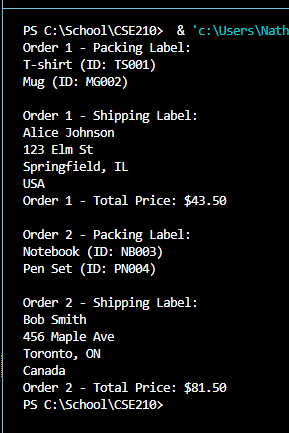 PS C:\School\CSE210>  & 'c:\Users\Nath
Order 1 - Packing Label:
T-shirt (ID: TS001)
Mug (ID: MG002)

Order 1 - Shipping Label:
Alice Johnson
123 Elm St
Springfield, IL
USA
Order 1 - Total Price: $43.50

Order 2 - Packing Label:
Notebook (ID: NB003)
Pen Set (ID: PN004)

Order 2 - Shipping Label:
Bob Smith
456 Maple Ave
Toronto, ON
Canada
Order 2 - Total Price: $81.50
PS C:\School\CSE210>